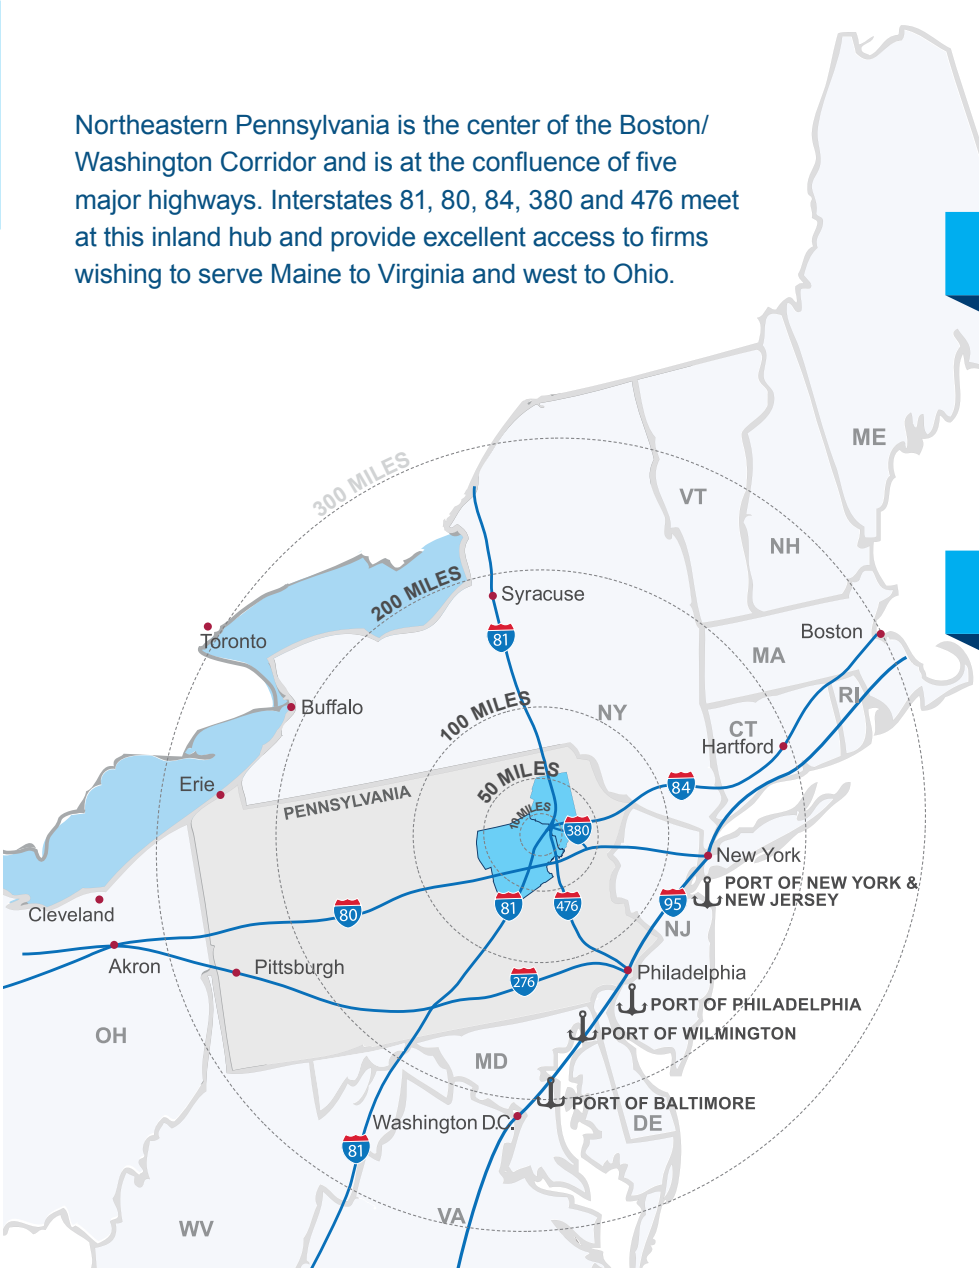 Northeastern Pennsylvania is the center of the Boston/
Washington Corridor and is at the confluence of five
major highways. Interstates 81, 80, 84, 380 and 476 meet
at this inland hub and provide excellent access to firms
wishing to serve Maine to Virginia and west to Ohio.
ME
300 MILES
VT
NH
200 MILES
Syracuse
Boston
81
Toronto
MA
RI
100 MILES
Buffalo
NY
CT
Hartford
50 MILES
Erie
84
PENNSYLVANIA
10 MILES
380
New York
PORT OF NEW YORK &
NEW JERSEY
Cleveland
80
81
476
95
NJ
Akron
Pittsburgh
276
Philadelphia
PORT OF PHILADELPHIA
OH
PORT OF WILMINGTON
MD
PORT OF BALTIMORE
Washington D.C.
DE
81
WV
VA